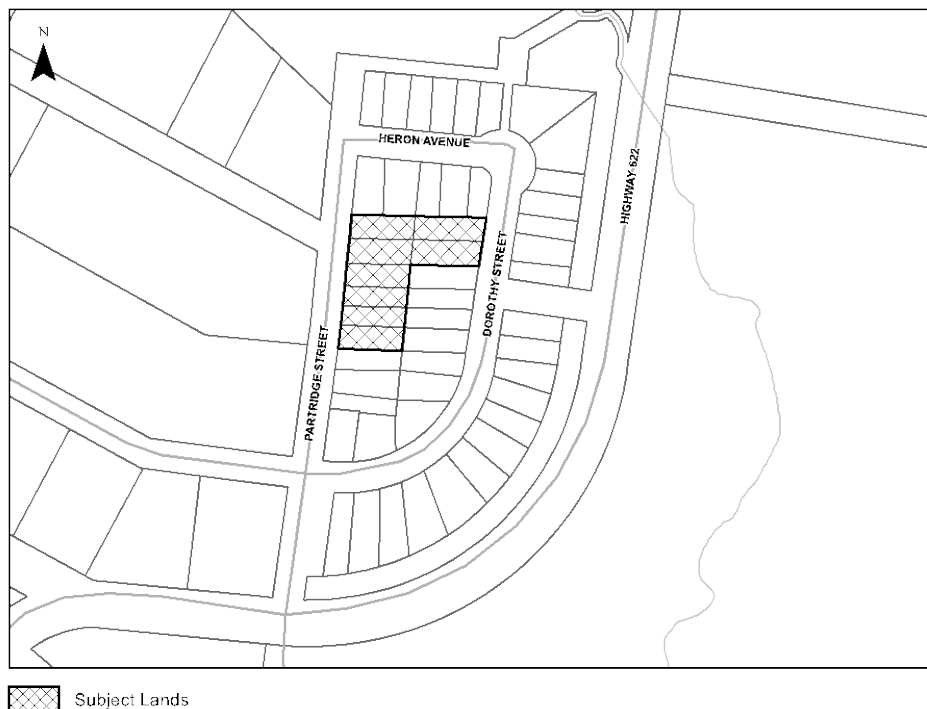 N
HERON AVENUE
HIGHWAY 622
DOROTHY STREET
PARTRIDGE STREET
Subject Lands